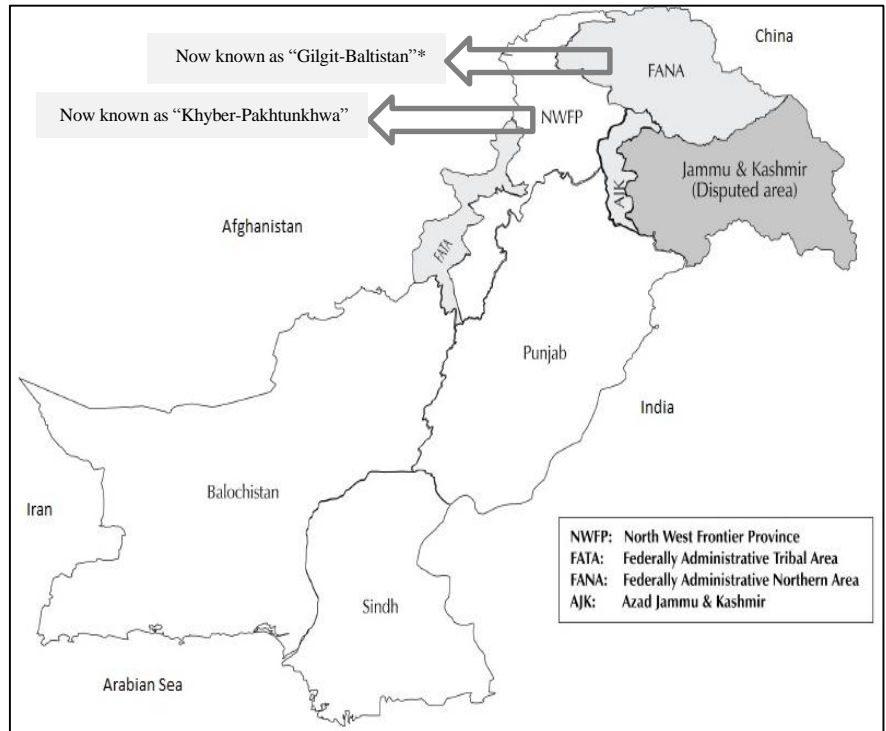 Now known as “Gilgit-Baltistan”*
China
FANA
Now known as “Khyber-Pakhtunkhwa”
NWFP
Jammu & Kashmir
(Disputed area)
AJK
Afghanistan
FATA
Punjab
India
Balochistan
Iran
NWFP: North West Frontier Province
FATA: Federally Administrative Tribal Area
FANA: Federally Administrative Northern Area
AJK: Azad Jammu & Kashmir
Sindh
Arabian Sea